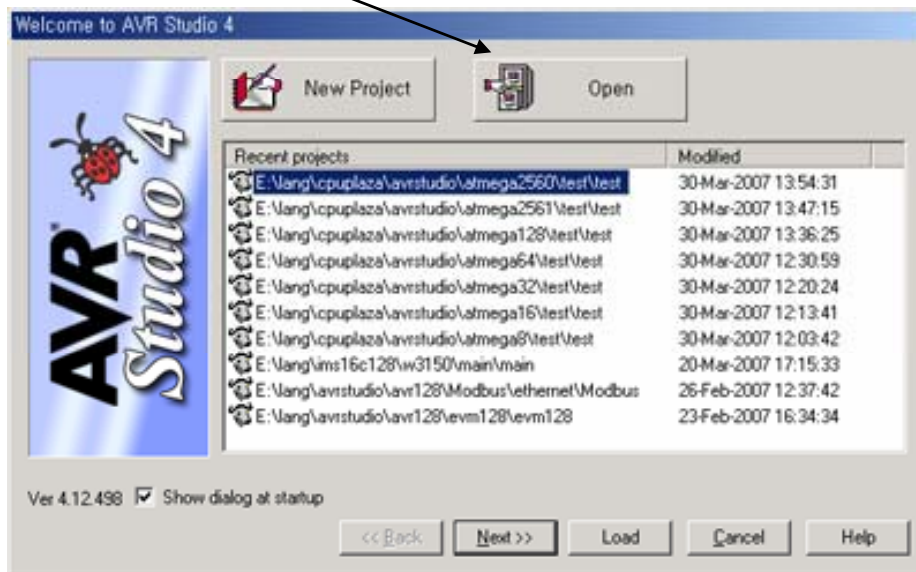 Welcome to AVR Studio 4
AVR Studio 4
New Project
Open
Recent projects Modified
E:\lang\cpuplaza\avrstudio\atmega2560\test\test 30-Mar-2007 13:54:31
E:\lang\cpuplaza\avrstudio\atmega2561\test\test 30-Mar-2007 13:47:15
E:\lang\cpuplaza\avrstudio\atmega128\test\test 30-Mar-2007 13:36:25
E:\lang\cpuplaza\avrstudio\atmega64\test\test 30-Mar-2007 12:30:59
E:\lang\cpuplaza\avrstudio\atmega32\test\test 30-Mar-2007 12:20:24
E:\lang\cpuplaza\avrstudio\atmega16\test\test 30-Mar-2007 12:13:41
E:\lang\cpuplaza\avrstudio\atmega8\test\test 30-Mar-2007 12:03:42
E:\lang\ims16c128\iw3150\main\main 20-Mar-2007 17:15:33
E:\lang\avrstudio\avr128\Modbus\ethernet\Modbus 26-Feb-2007 12:37:42
E:\lang\avrstudio\avr128\evm128\evm128 23-Feb-2007 16:34:34
Ver 4.12.498 Show dialog at startup
<< Back Next >> Load Cancel Help